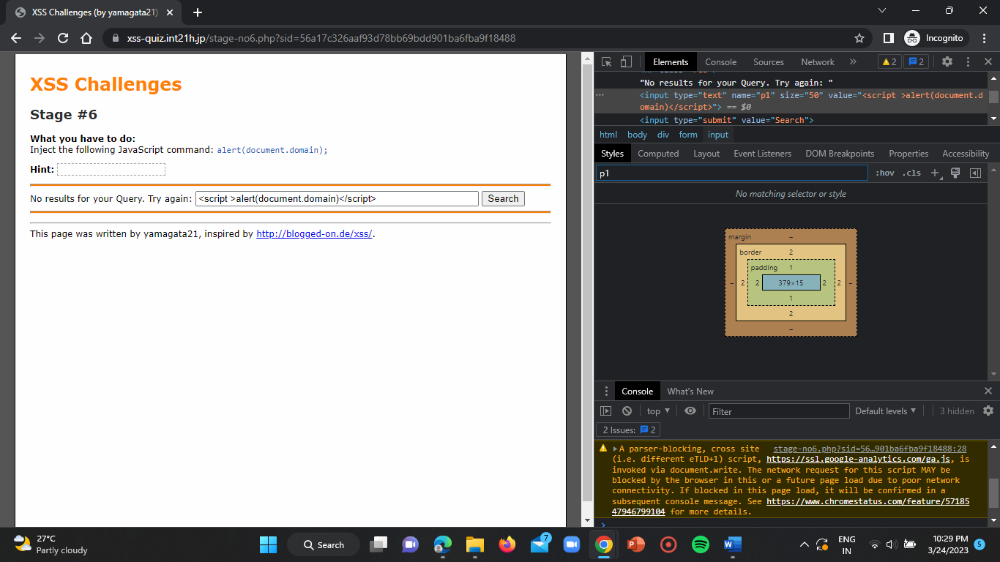 XSS Challenges (by yamagata21)
xss-quiz.int21h.jp/stage-no6.php?sid=56a17c326aaf93d78bb69bdd901ba6fba9f18488
Incognito
XSS Challenges
Stage #6
What you have to do:
Inject the following JavaScript command: alert(document.domain);
Hint:
No results for your Query. Try again: <script >alert(document.domain)</script> Search
This page was written by yamagata21, inspired by http://blogged-on.de/xss/.
Elements Console Sources Network » 2 2
"No results for your Query. Try again: "
<input type="text" name="p1" size="50" value="<script >alert(document.d
omain)</script>"> == $0
<input type="submit" value="Search">
html body div form input
Styles Computed Layout Event Listeners DOM Breakpoints Properties Accessibility
p1 :hov .cls
No matching selector or style
margin –
border 2
padding 1
– 2 2 379×15 2 2 –
1
2
–
Console What's New
top Filter Default levels 3 hidden
2 Issues: 2
A parser-blocking, cross site stage-no6.php?sid=56…901ba6fba9f18488:28
(i.e. different eTLD+1) script, https://ssl.google-analytics.com/ga.js, is
invoked via document.write. The network request for this script MAY be
blocked by the browser in this or a future page load due to poor network
connectivity. If blocked in this page load, it will be confirmed in a
subsequent console message. See https://www.chromestatus.com/feature/57185
47946799104 for more details.
27°C
Partly cloudy
Search
7
ENG
IN
10:29 PM
3/24/2023
5